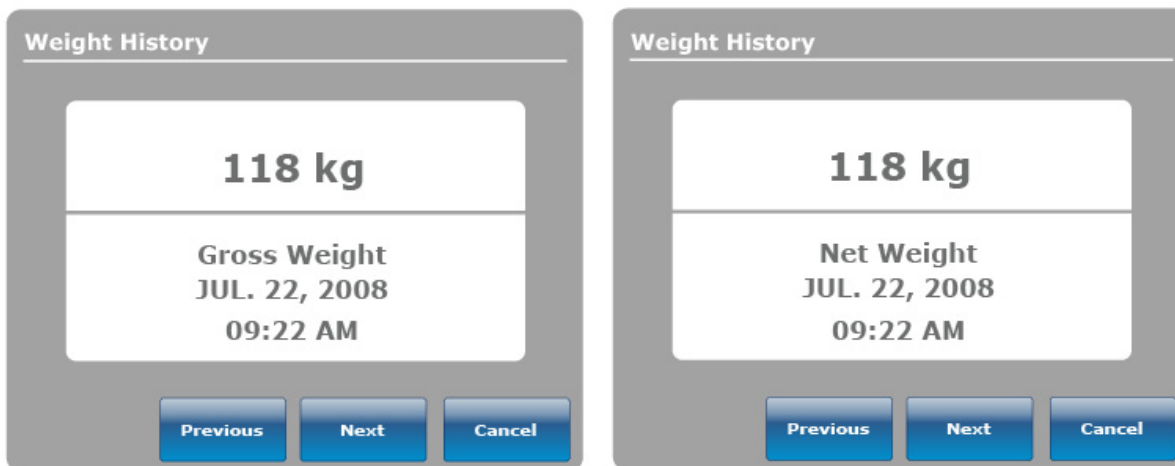 Weight History
118 kg
Gross Weight
JUL. 22, 2008
09:22 AM
Previous
Next
Cancel
Weight History
118 kg
Net Weight
JUL. 22, 2008
09:22 AM
Previous
Next
Cancel